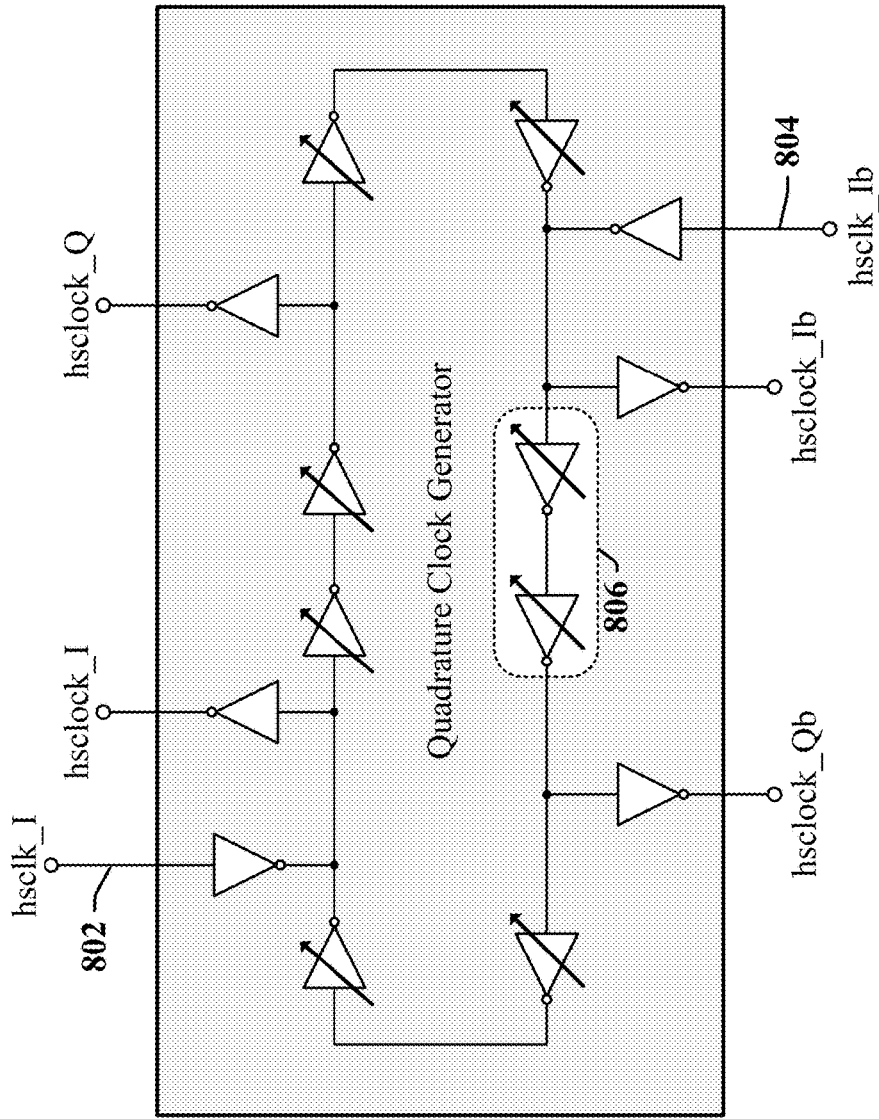 hsclk_I
802
hsclock_I
hsclock_Q
Quadrature Clock Generator
806
hsclock_Qb
hsclock_Ib
hsclk_Ib
804